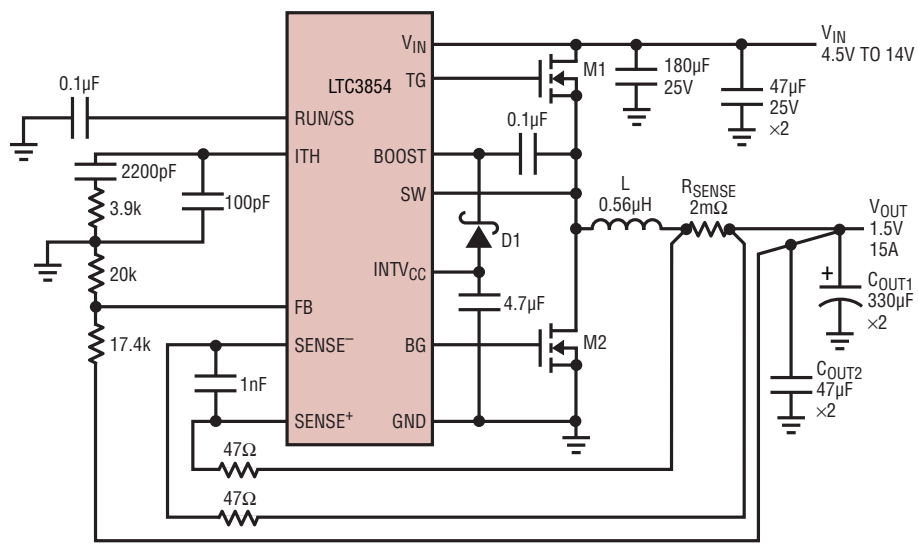 LTC3854
V_IN
TG
RUN/SS
ITH
BOOST
SW
INTV_CC
FB
SENSE–
BG
SENSE+
GND
0.1µF
2200pF
3.9k
100pF
20k
17.4k
1nF
47Ω
47Ω
0.1µF
D1
4.7µF
M1
M2
180µF
25V
47µF
25V
×2
V_IN
4.5V TO 14V
L
0.56µH
R_SENSE
2mΩ
V_OUT
1.5V
15A
+
C_OUT1
330µF
×2
C_OUT2
47µF
×2